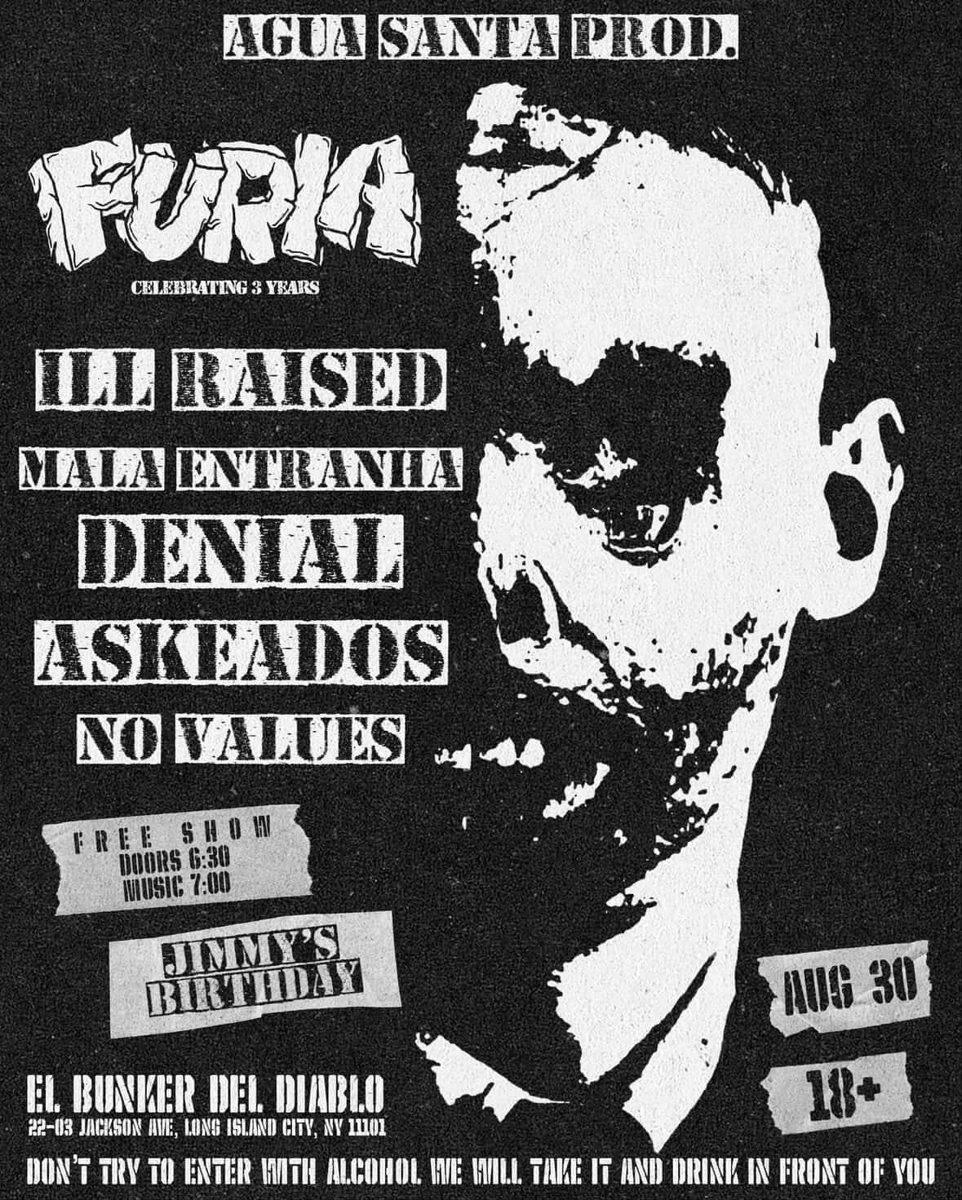 AGUA SANTA PROD.
FURIA
CELEBRATING 3 YEARS
ILL RAISED
MALA ENTRANHA
DENIAL
ASKEADOS
NO VALUES
FREE SHOW
DOORS 6:30
MUSIC 7:00
JIMMY'S
BIRTHDAY
AUG 30
18+
EL BUNKER DEL DIABLO
22-03 JACKSON AVE, LONG ISLAND CITY, NY 11101
DON'T TRY TO ENTER WITH ALCOHOL WE WILL TAKE IT AND DRINK IN FRONT OF YOU